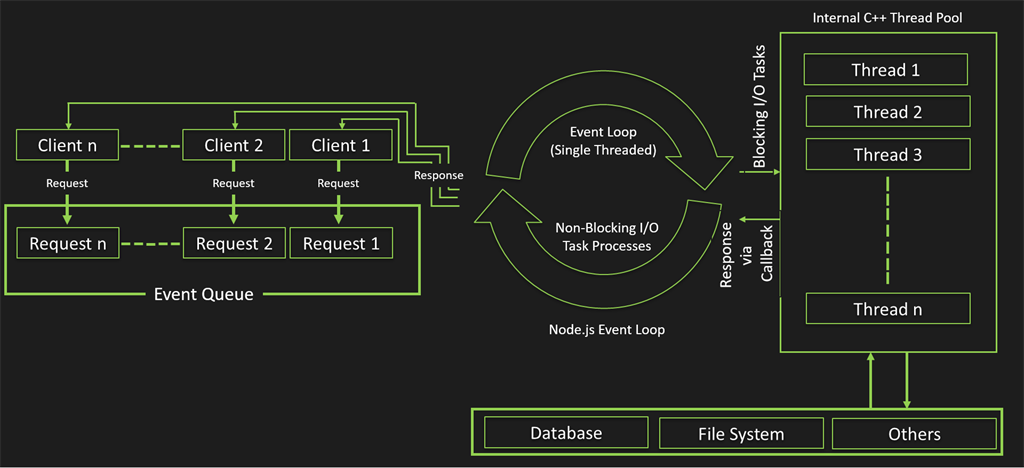 Internal C++ Thread Pool
Client n
Client 2
Client 1
Request
Request
Request
Response
Request n
Request 2
Request 1
Event Queue
Event Loop
(Single Threaded)
Non-Blocking I/O
Task Processes
Node.js Event Loop
Blocking I/O Tasks
Response
via
Callback
Thread 1
Thread 2
Thread 3
Thread n
Database
File System
Others